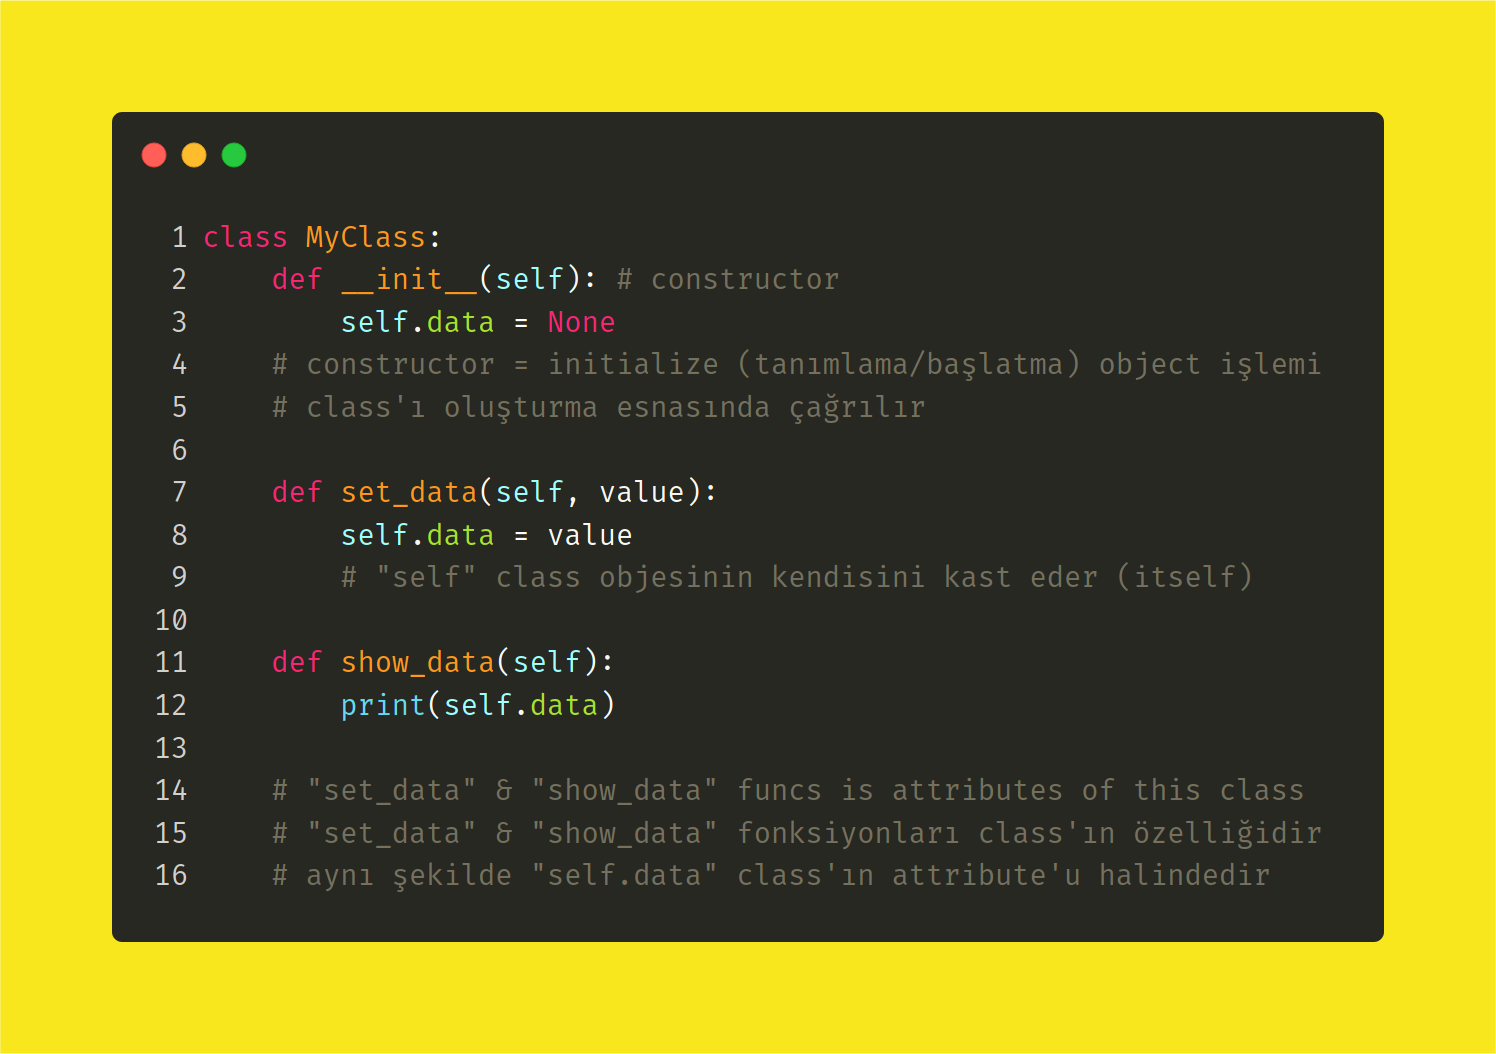 1 class MyClass:
2     def __init__(self): # constructor
3         self.data = None
4     # constructor = initialize (tanımlama/başlatma) object işlemi
5     # class'ı oluşturma esnasında çağrılır
6
7     def set_data(self, value):
8         self.data = value
9         # "self" class objesinin kendisini kast eder (itself)
10
11     def show_data(self):
12         print(self.data)
13
14     # "set_data" & "show_data" funcs is attributes of this class
15     # "set_data" & "show_data" fonksiyonları class'ın özelliğidir
16     # aynı şekilde "self.data" class'ın attribute'u halindedir